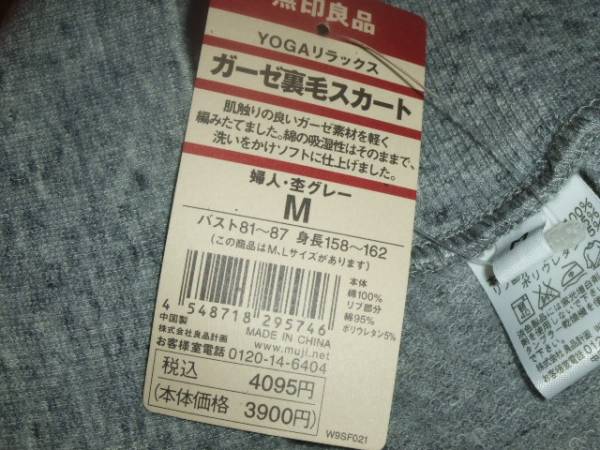 無印良品
YOGAリラックス
ガーゼ裏毛スカート
肌触りの良いガーゼ素材を軽く
編みたてました。綿の吸湿性はそのままで、
洗いをかけソフトに仕上げました。
婦人・杢グレー
M
バスト81〜87 身長158〜162
(この商品はM、Lサイズがあります)
本体
綿100%
リブ部分
綿95%
ポリウレタン5%
4 548718 295746
中国製 MADE IN CHINA
株式会社良品計画 www.muji.net
お客様室電話 0120-14-6404
税込 4095円
(本体価格 3900円)
W9SF021
100%
5%
ポリウレタン
お客様室電話